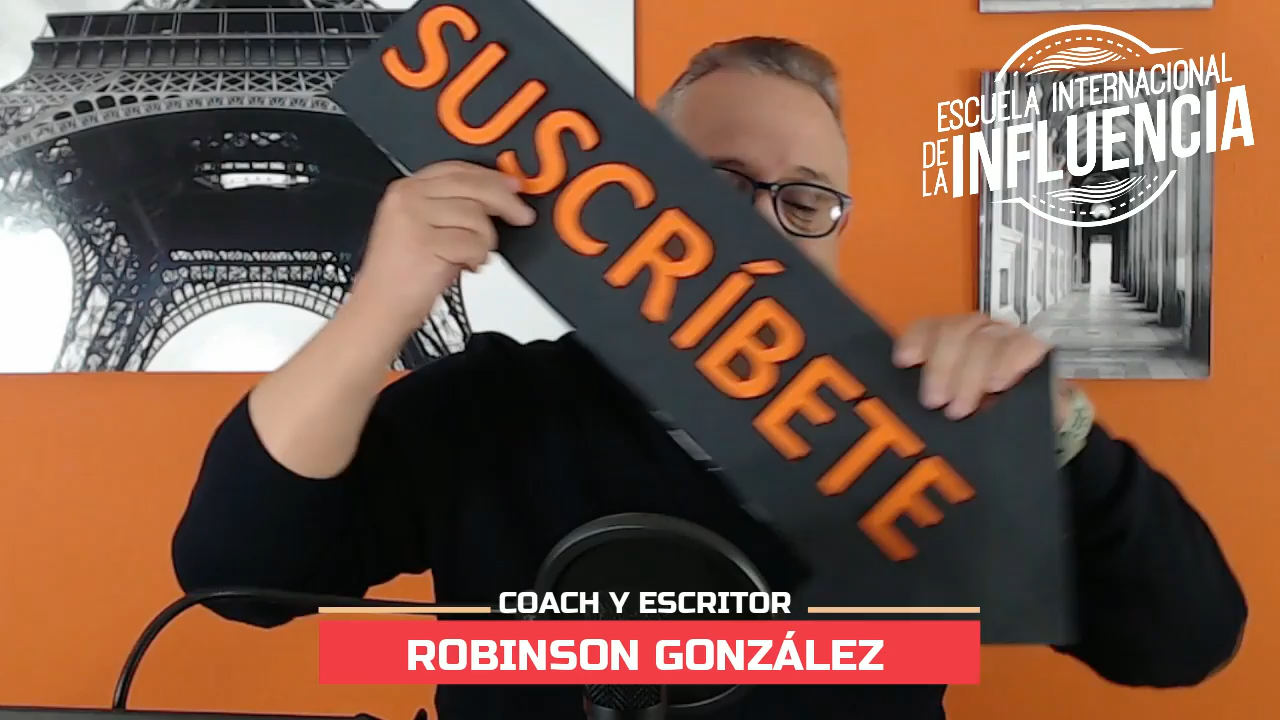 SUSCRÍBETE
ESCUELA INTERNACIONAL
DE LA INFLUENCIA
COACH Y ESCRITOR
ROBINSON GONZÁLEZ